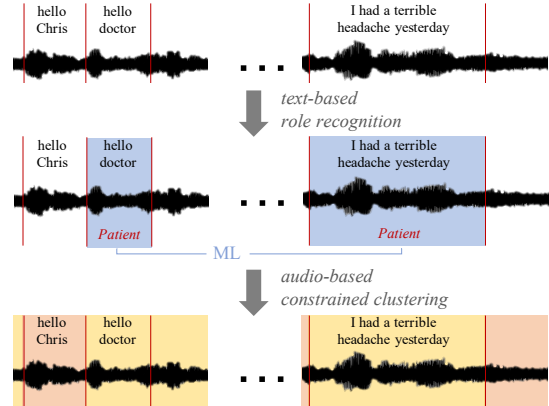 hello
Chris
hello
doctor
I had a terrible
headache yesterday
. . .
text-based
role recognition
hello
Chris
hello
doctor
I had a terrible
headache yesterday
. . .
Patient
Patient
ML
audio-based
constrained clustering
hello
Chris
hello
doctor
I had a terrible
headache yesterday
. . .